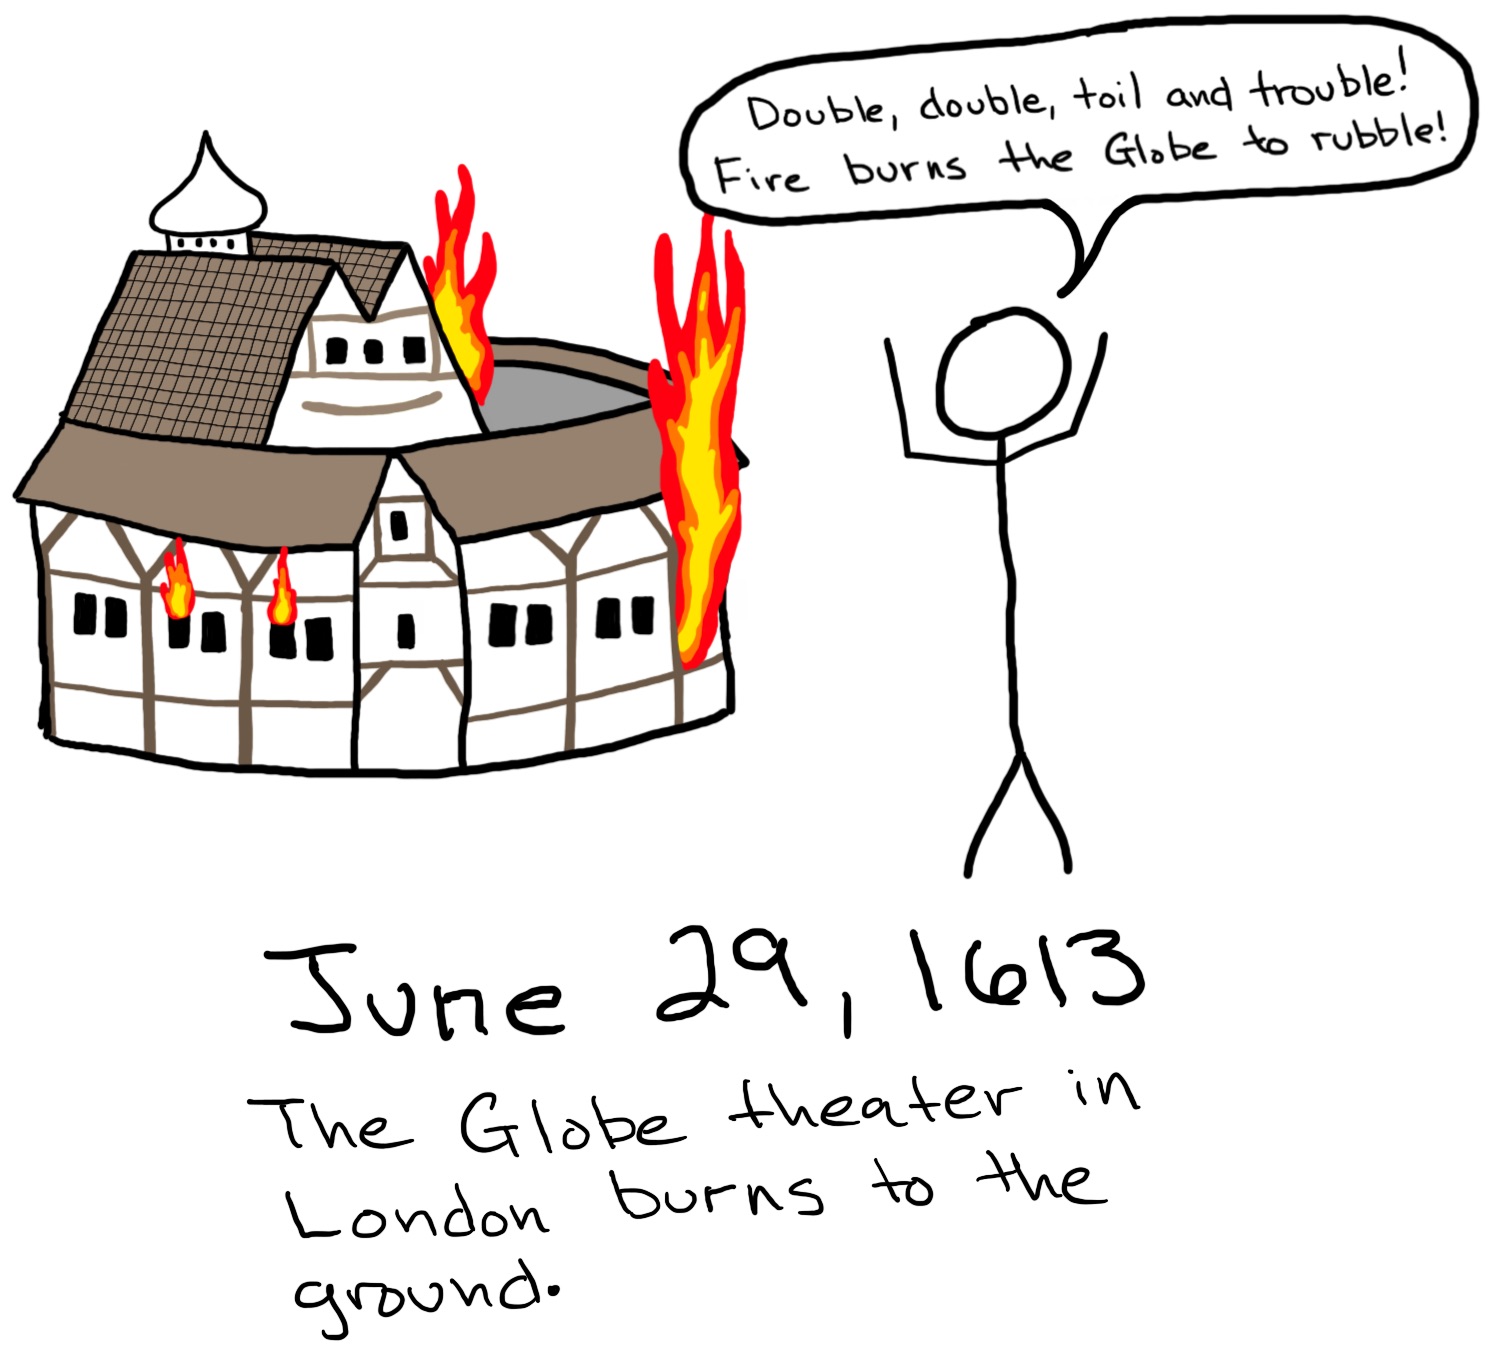 Double, double, toil and trouble!
Fire burns the Globe to rubble!
June 29, 1613
The Globe theater in
London burns to the
ground.